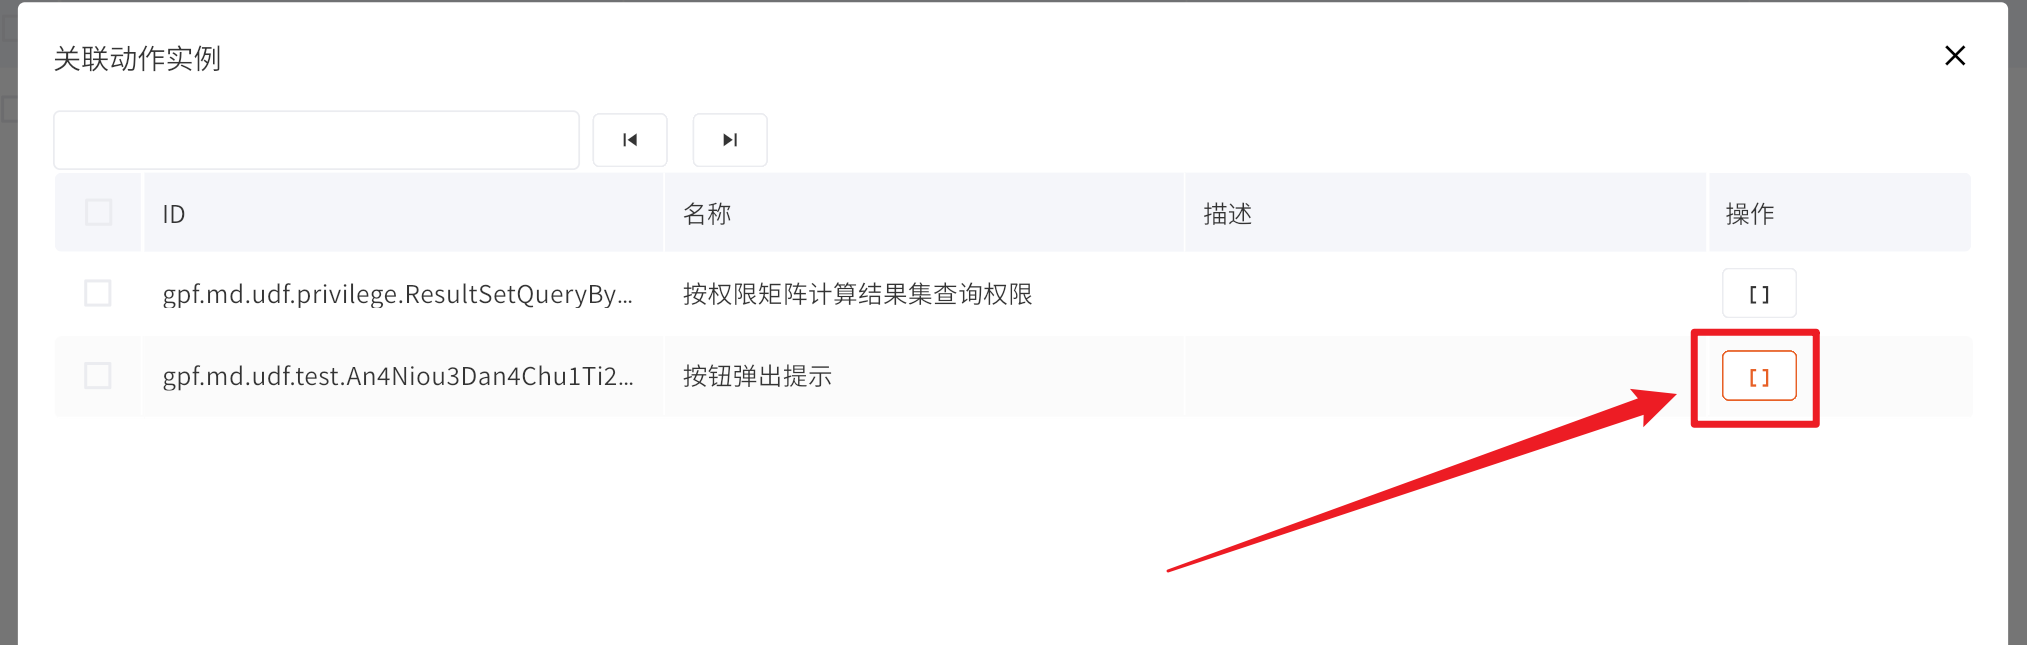 关联动作实例
ID 名称 描述 操作
gpf.md.udf.privilege.ResultSetQueryBy... 按权限矩阵计算结果集查询权限 []
gpf.md.udf.test.An4Niou3Dan4Chu1Ti2... 按钮弹出提示 []